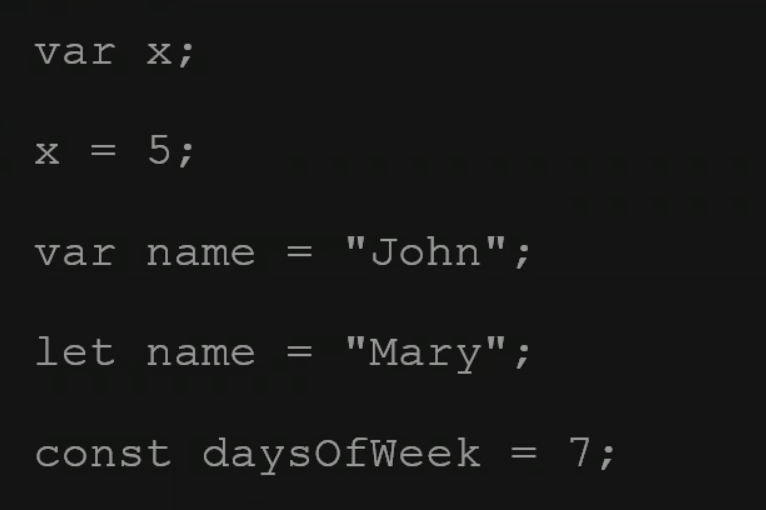 var x;
x = 5;
var name = "John";
let name = "Mary";
const daysOfWeek = 7;